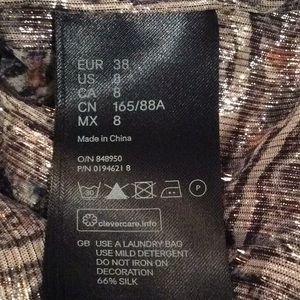 EUR 38
US 8
CA 8
CN 165/88A
MX 8
Made in China
O/N 848950
P/N 0194621 8
P
clevercare.info
GB USE A LAUNDRY BAG
USE MILD DETERGENT
DO NOT IRON ON
DECORATION
66% SILK